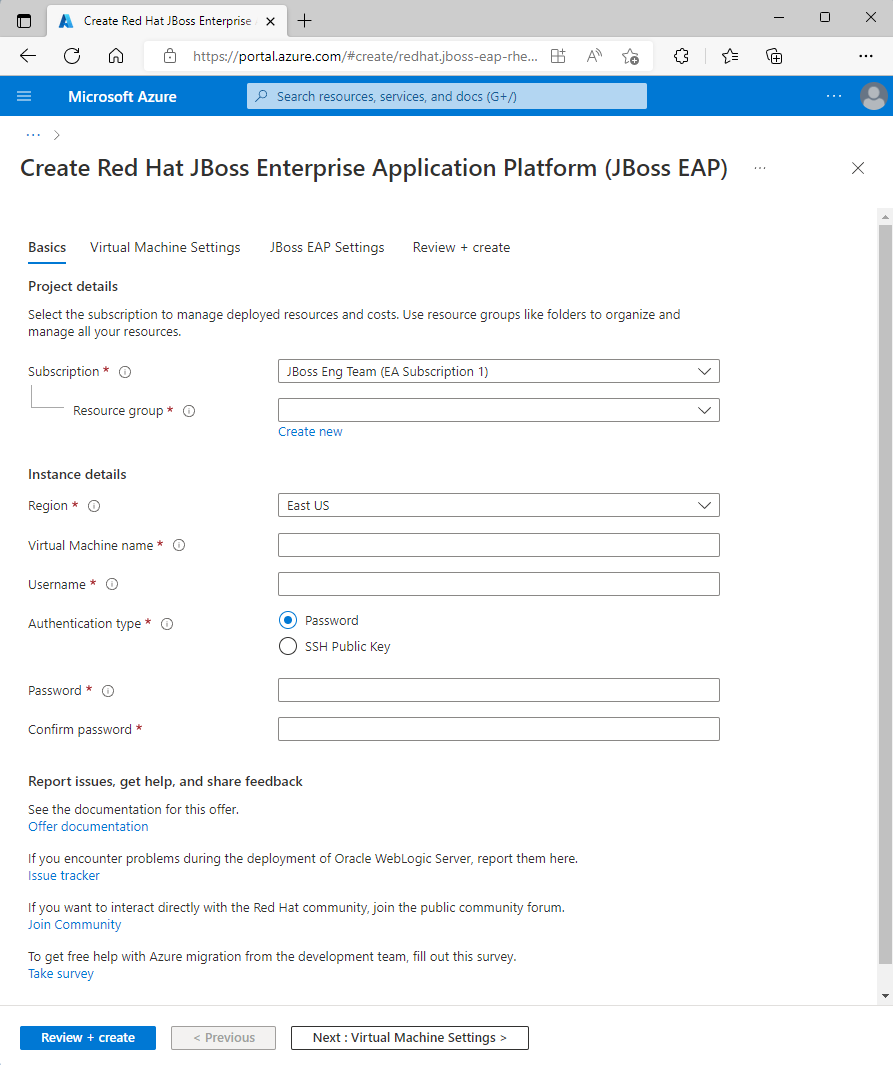 Create Red Hat JBoss Enterprise
https://portal.azure.com/#create/redhat.jboss-eap-rhe...
Microsoft Azure
Search resources, services, and docs (G+/)
Create Red Hat JBoss Enterprise Application Platform (JBoss EAP)
Basics Virtual Machine Settings JBoss EAP Settings Review + create
Project details
Select the subscription to manage deployed resources and costs. Use resource groups like folders to organize and
manage all your resources.
Subscription * JBoss Eng Team (EA Subscription 1)
Resource group *
Create new
Instance details
Region * East US
Virtual Machine name *
Username *
Authentication type * Password
SSH Public Key
Password *
Confirm password *
Report issues, get help, and share feedback
See the documentation for this offer.
Offer documentation
If you encounter problems during the deployment of Oracle WebLogic Server, report them here.
Issue tracker
If you want to interact directly with the Red Hat community, join the public community forum.
Join Community
To get free help with Azure migration from the development team, fill out this survey.
Take survey
Review + create < Previous Next : Virtual Machine Settings >